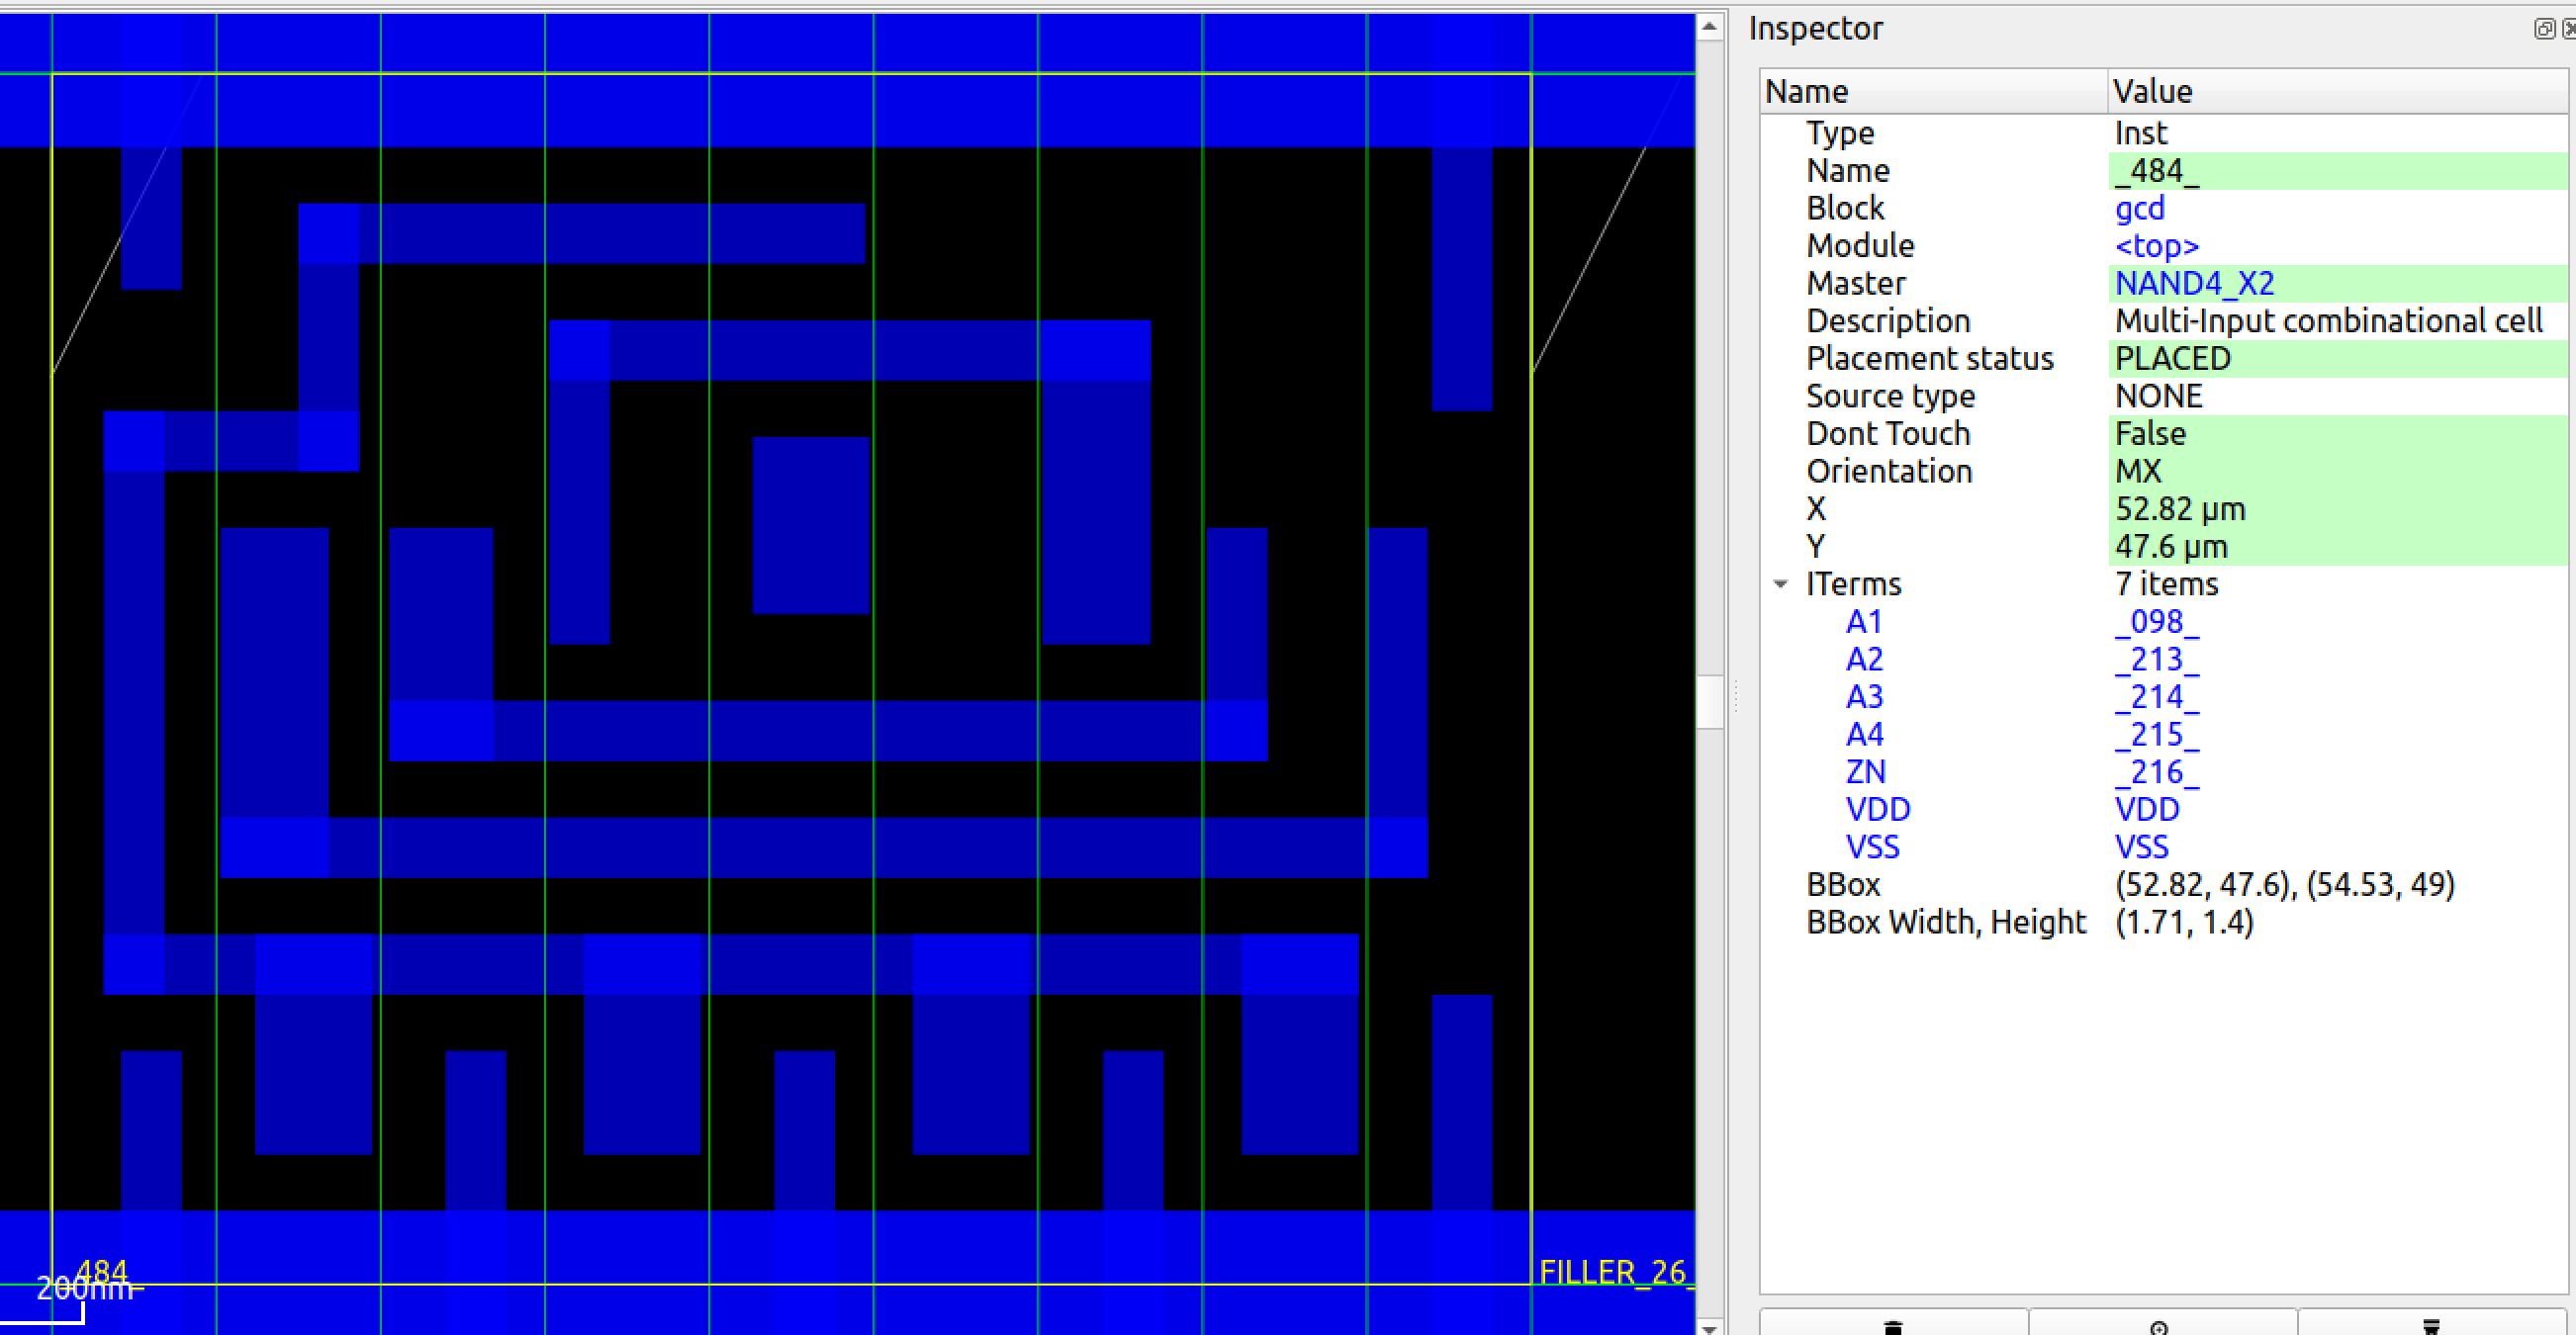 Inspector
Name Value
Type Inst
Name _484_
Block gcd
Module <top>
Master NAND4_X2
Description Multi-Input combinational cell
Placement status PLACED
Source type NONE
Dont Touch False
Orientation MX
X 52.82 μm
Y 47.6 μm
ITerms 7 items
A1 _098_
A2 _213_
A3 _214_
A4 _215_
ZN _216_
VDD VDD
VSS VSS
BBox (52.82, 47.6), (54.53, 49)
BBox Width, Height (1.71, 1.4)
_484_
200nm
FILLER_26_